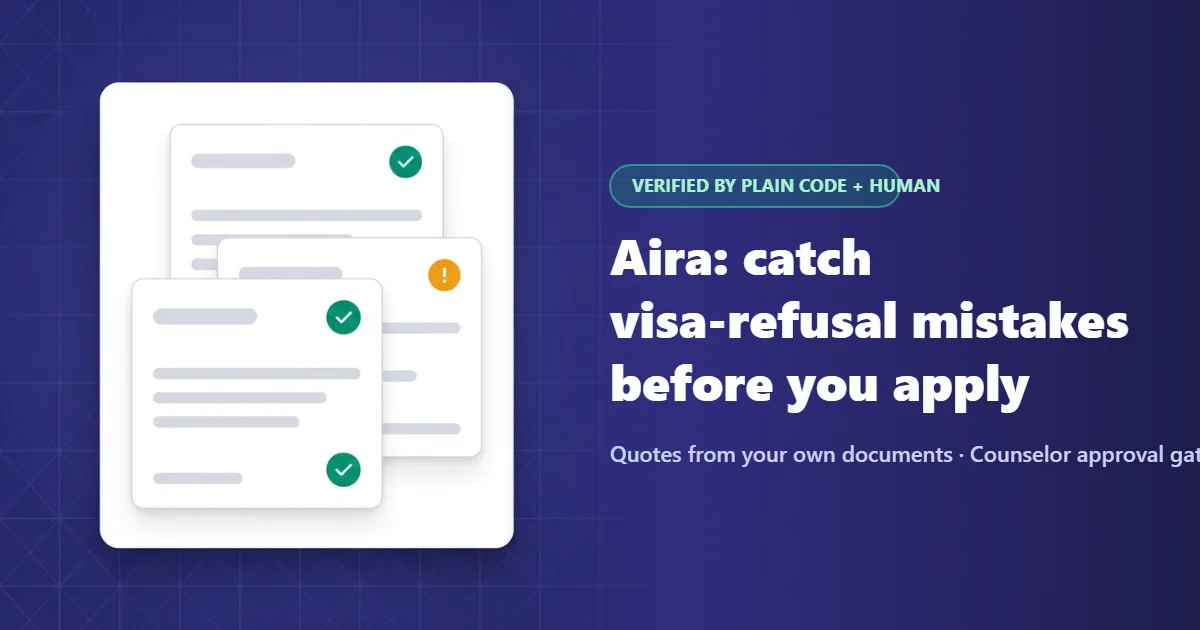 VERIFIED BY PLAIN CODE + HUMAN
Aira: catch
visa-refusal mistakes
before you apply
Quotes from your own documents · Counselor approval gat